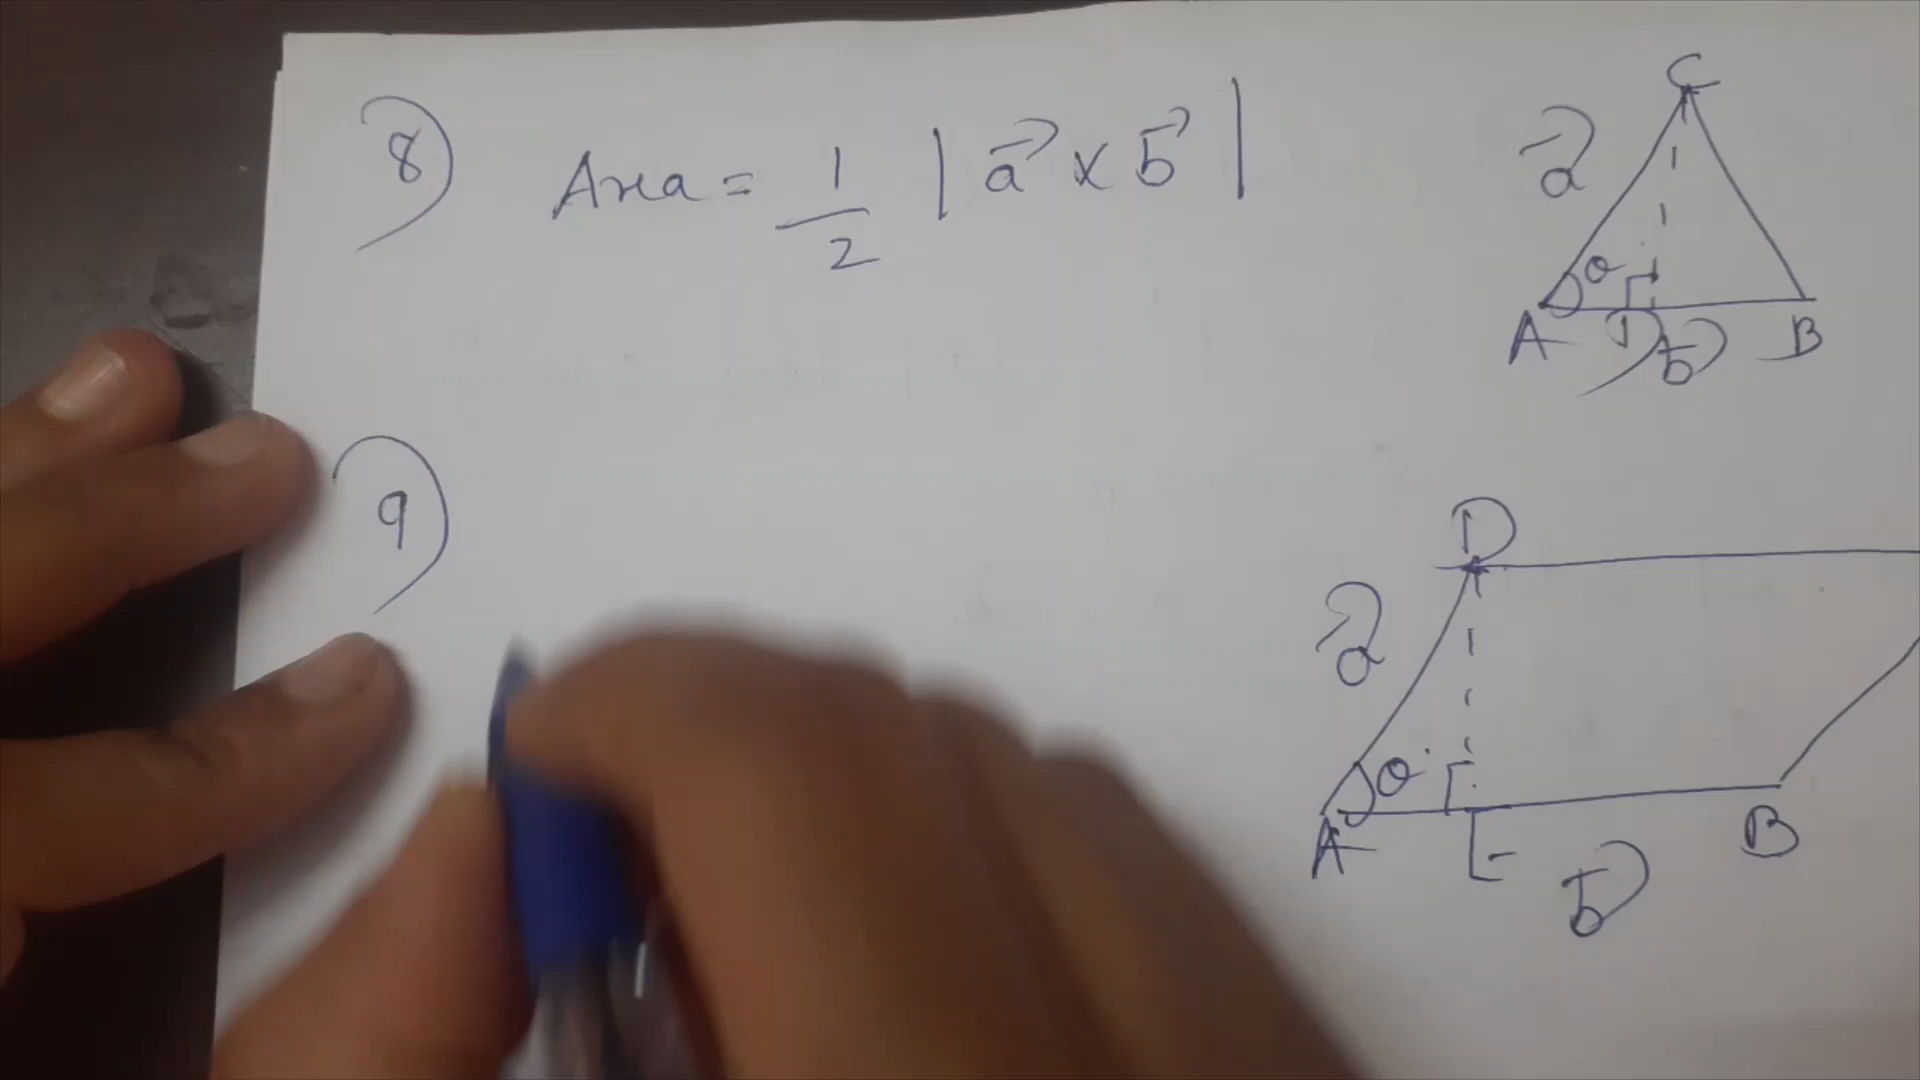 8) Area = 1/2 | a⃗ × b⃗ |
C
a⃗
θ
A D B
b⃗
9)
D
a⃗
θ
A E B
b⃗